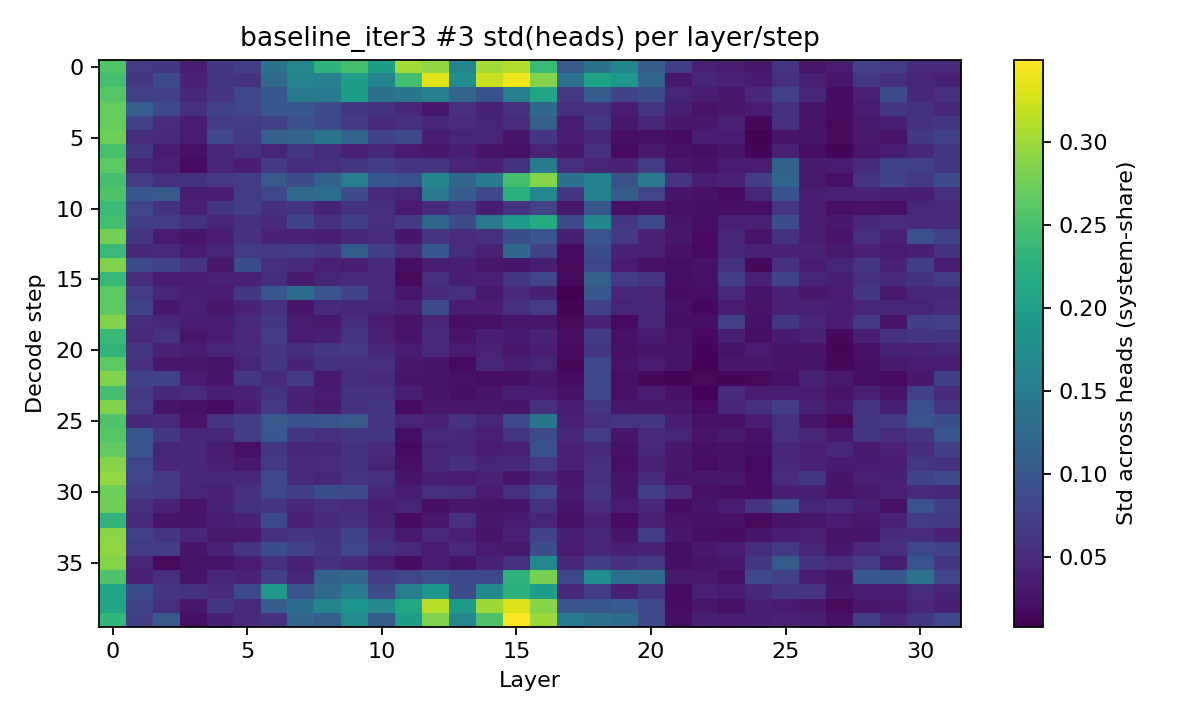 baseline_iter3 #3 std(heads) per layer/step
0
5
10
15
20
25
30
35
Decode step
0 5 10 15 20 25 30
Layer
0.30
0.25
0.20
0.15
0.10
0.05
Std across heads (system-share)